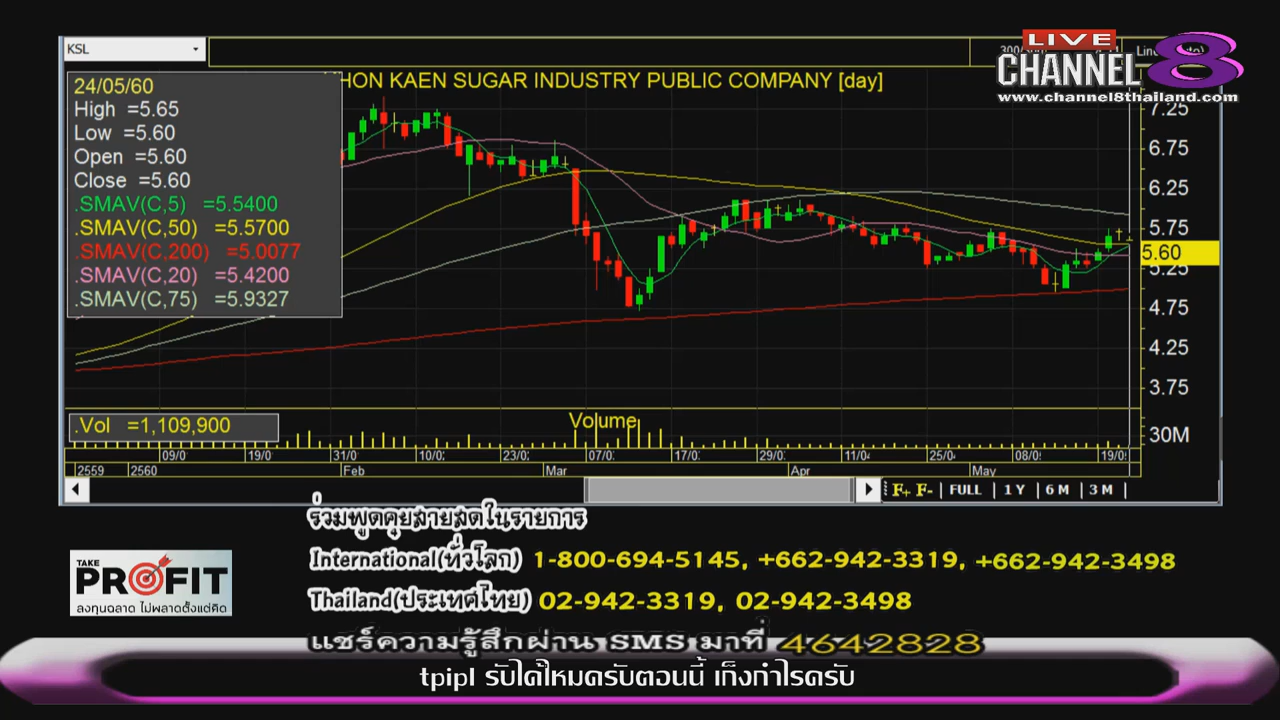 KSL
LIVE
CHANNEL 8
www.channel8thailand.com
KHON KAEN SUGAR INDUSTRY PUBLIC COMPANY [day]
24/05/60
High =5.65
Low =5.60
Open =5.60
Close =5.60
.SMAV(C,5) =5.5400
.SMAV(C,50) =5.5700
.SMAV(C,200) =5.0077
.SMAV(C,20) =5.4200
.SMAV(C,75) =5.9327
7.25
6.75
6.25
5.75
5.60
5.25
4.75
4.25
3.75
.Vol =1,109,900
Volume
30M
09/0 19/0 31/0 10/0 23/0 07/0 17/0 29/0 11/0 25/0 08/0 19/0
2559 2560 Feb Mar Apr May
F+ F- FULL 1 Y 6 M 3 M
ร่วมพูดคุยสายสดในรายการ
International(ทั่วโลก) 1-800-694-5145, +662-942-3319, +662-942-3498
TAKE
PROFIT
ลงทุนฉลาด ไม่พลาดตั้งแต่คิด
Thailand(ประเทศไทย) 02-942-3319, 02-942-3498
แชร์ความรู้สึกผ่าน SMS มาที่ 4642828
tpipl รับได้ไหมครับตอนนี้ เก็งกำไรครับ